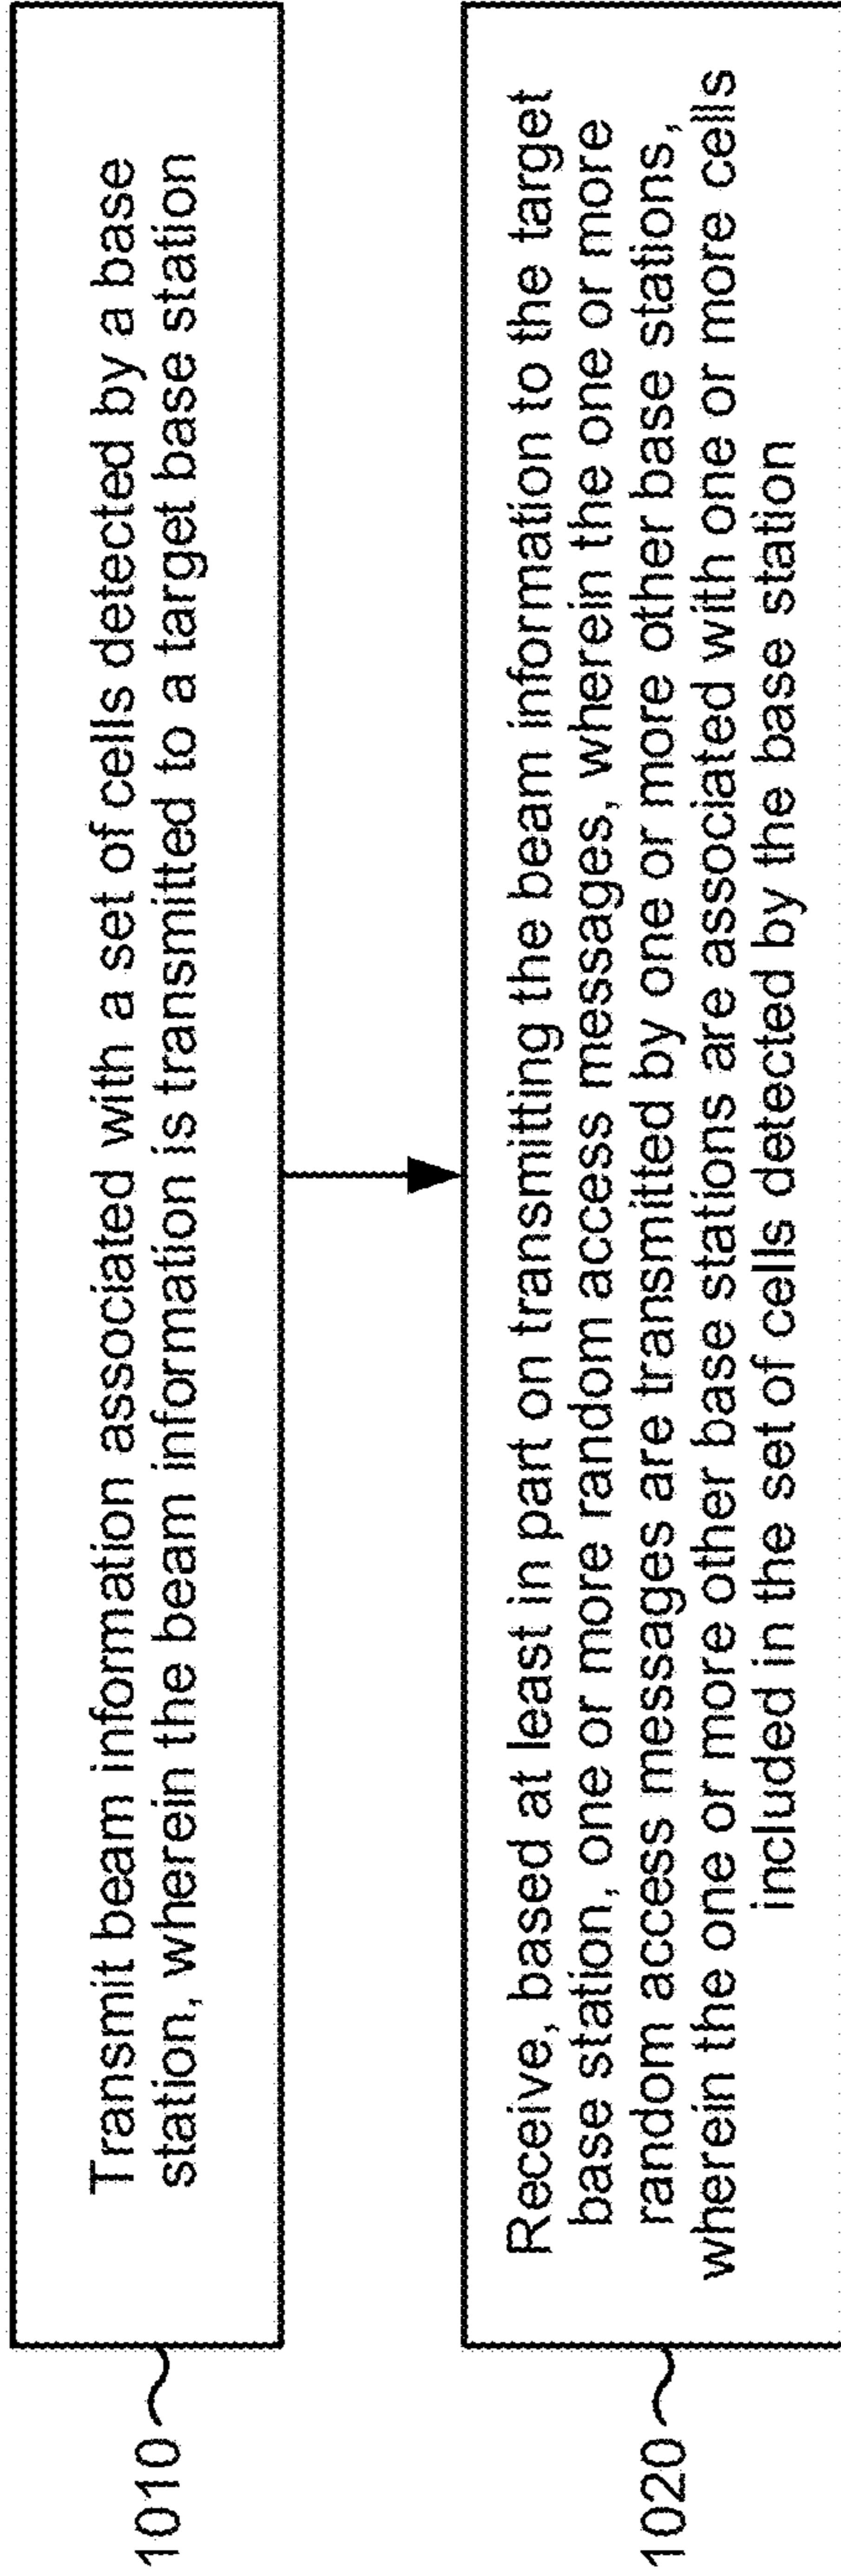 1010
Transmit beam information associated with a set of cells detected by a base
station, wherein the beam information is transmitted to a target base station
1020
Receive, based at least in part on transmitting the beam information to the target
base station, one or more random access messages, wherein the one or more
random access messages are transmitted by one or more other base stations,
wherein the one or more other base stations are associated with one or more cells
included in the set of cells detected by the base station